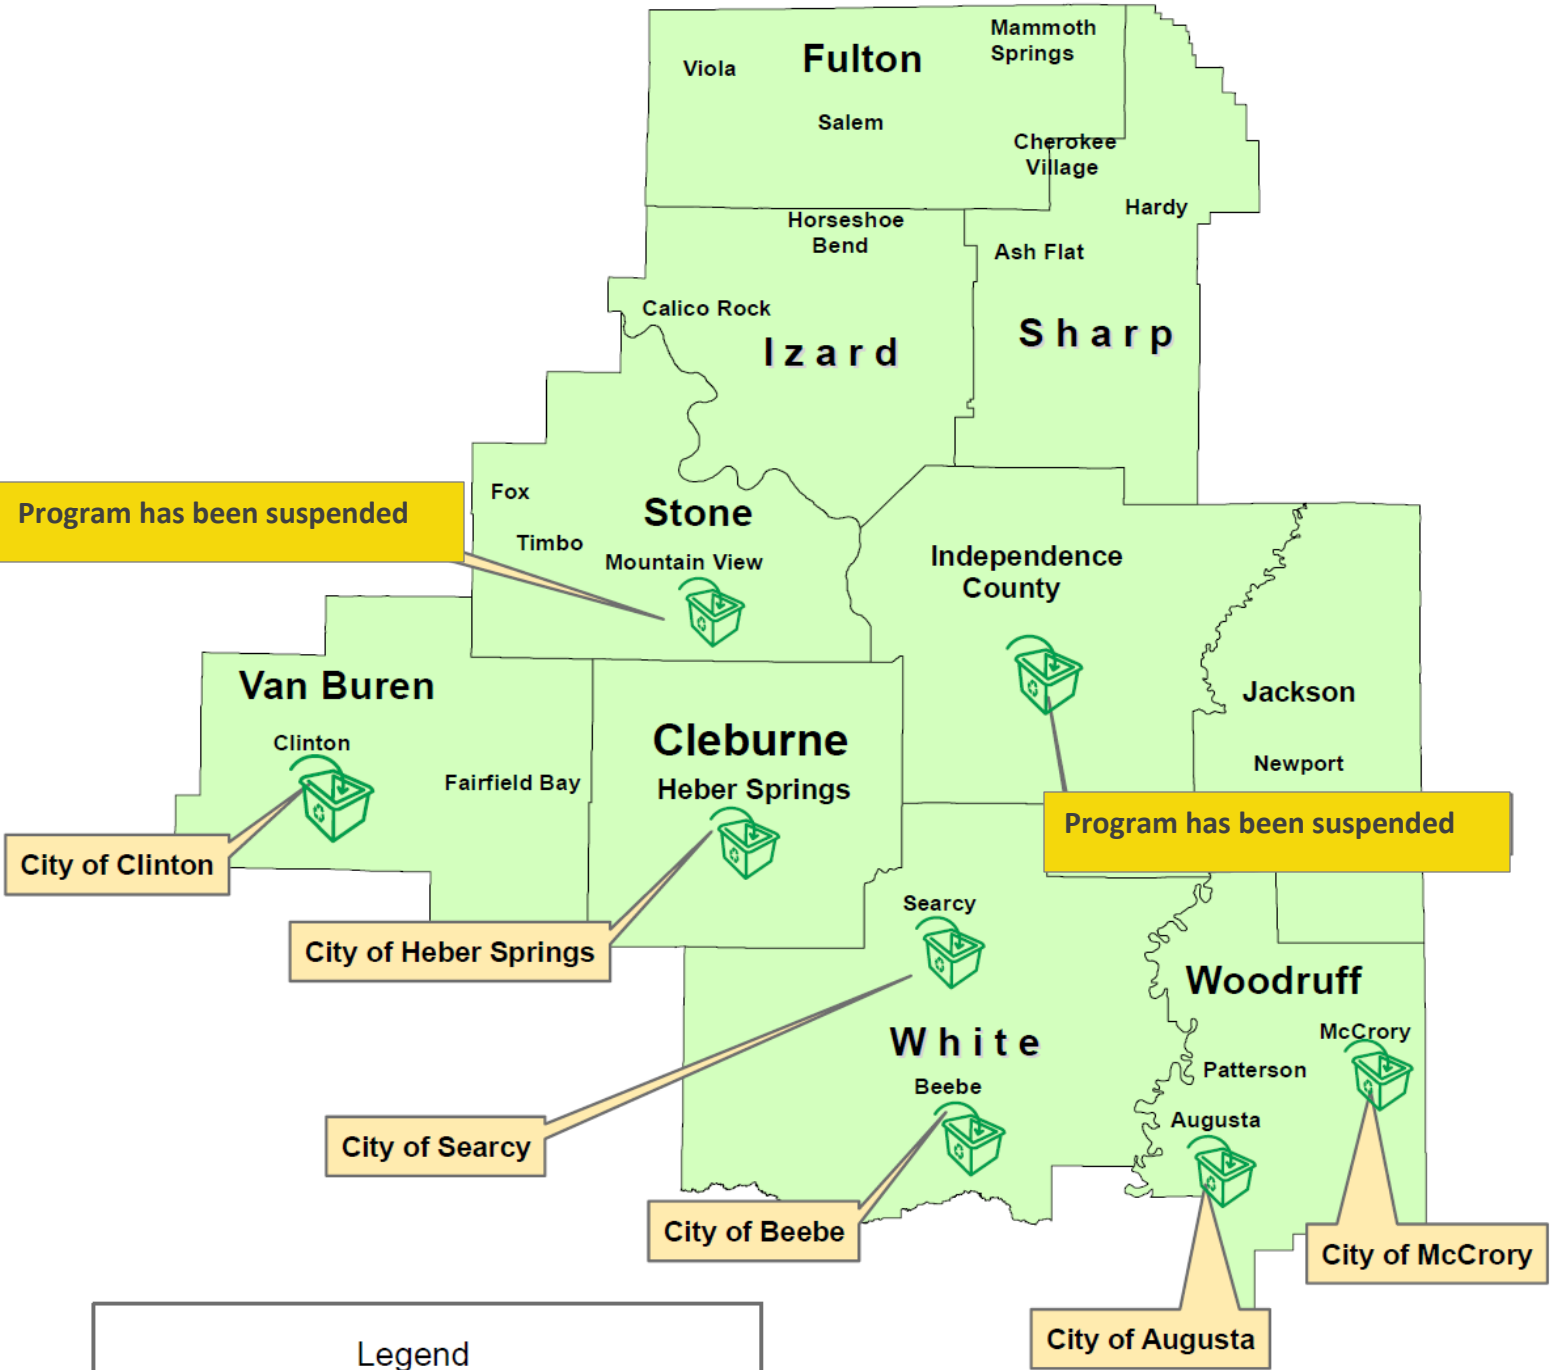 Mammoth
Springs
Fulton
Viola
Salem
Cherokee
Village
Hardy
Horseshoe
Bend
Ash Flat
Calico Rock
Sharp
Izard
Fox
Program has been suspended
Stone
Timbo
Mountain View
Independence
County
Van Buren
Jackson
Clinton
Cleburne
Newport
Fairfield Bay
Heber Springs
Program has been suspended
City of Clinton
Searcy
City of Heber Springs
Woodruff
McCrory
White
Patterson
Beebe
Augusta
City of Searcy
City of Beebe
City of McCrory
City of Augusta
Legend